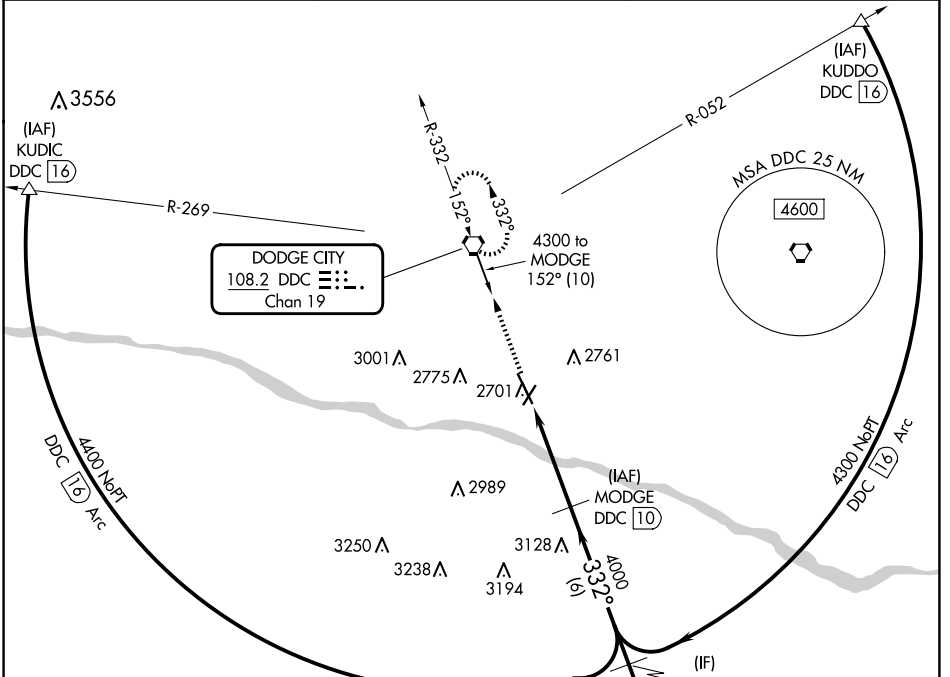 (IAF)
KUDDO
DDC 16
3556
(IAF)
KUDIC
DDC 16
R-052
R-332
152°
332°
MSA DDC 25 NM
4600
R-269
4300 to
MODGE
152° (10)
DODGE CITY
108.2 DDC
Chan 19
3001
2775
2761
2701
4400 NoPT
DDC 16 Arc
4300 NoPT
DDC 16 Arc
2989
(IAF)
MODGE
DDC 10
3250
3238
3194
3128
4000
332°
(6)
(IF)